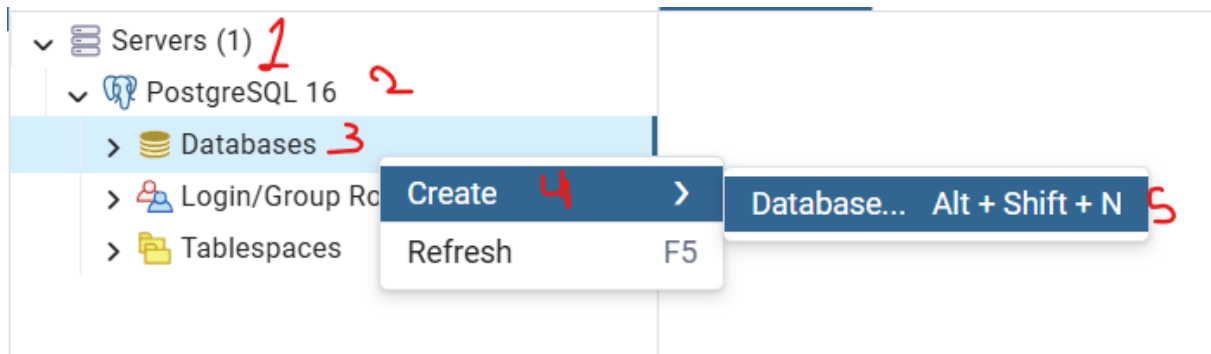 Servers (1) 1
PostgreSQL 16 2
Databases 3
Login/Group Ro
Tablespaces
Create 4 ❯
Refresh F5
Database... Alt + Shift + N 5